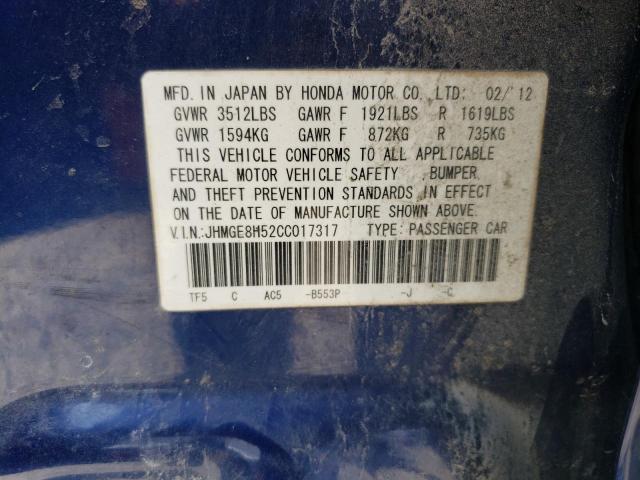 MFD. IN JAPAN BY HONDA MOTOR CO., LTD: 02/'12
GVWR 3512LBS GAWR F 1921LBS R 1619LBS
GVWR 1594KG GAWR F 872KG R 735KG
THIS VEHICLE CONFORMS TO ALL APPLICABLE
FEDERAL MOTOR VEHICLE SAFETY ,BUMPER,
AND THEFT PREVENTION STANDARDS IN EFFECT
ON THE DATE OF MANUFACTURE SHOWN ABOVE.
V.I.N:JHMGE8H52CC017317 TYPE: PASSENGER CAR
TF5 C AC5 -B553P -J -C